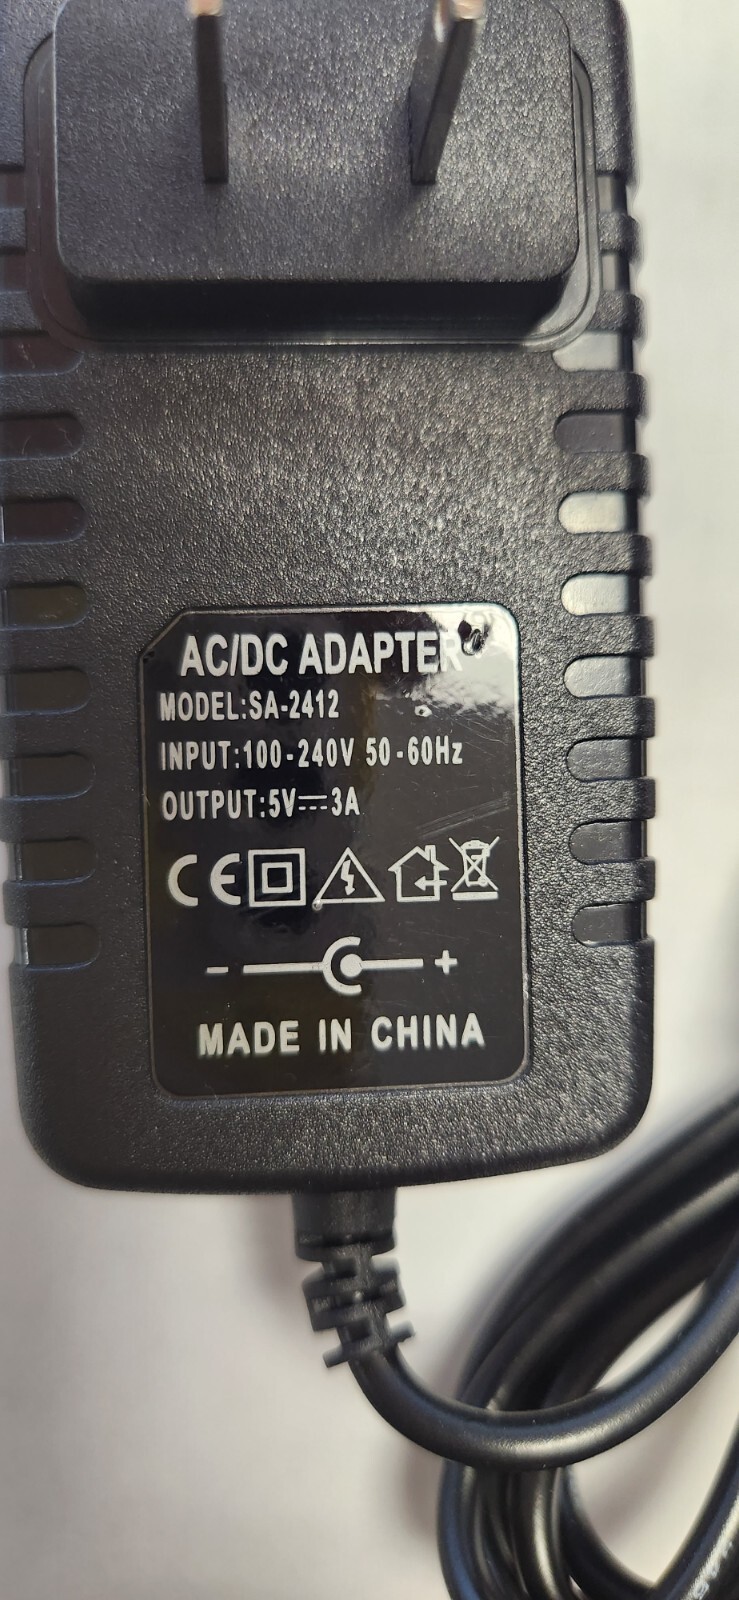 AC/DC ADAPTER
MODEL:SA-2412
INPUT:100-240V 50-60Hz
OUTPUT:5V⎓3A
CE
- +
MADE IN CHINA